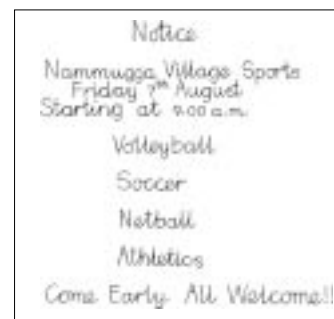 Notice
Nammugga Village Sports
Friday 7th August
Starting at 9.00 a.m.
Volleyball
Soccer
Netball
Athletics
Come Early. All Welcome!!